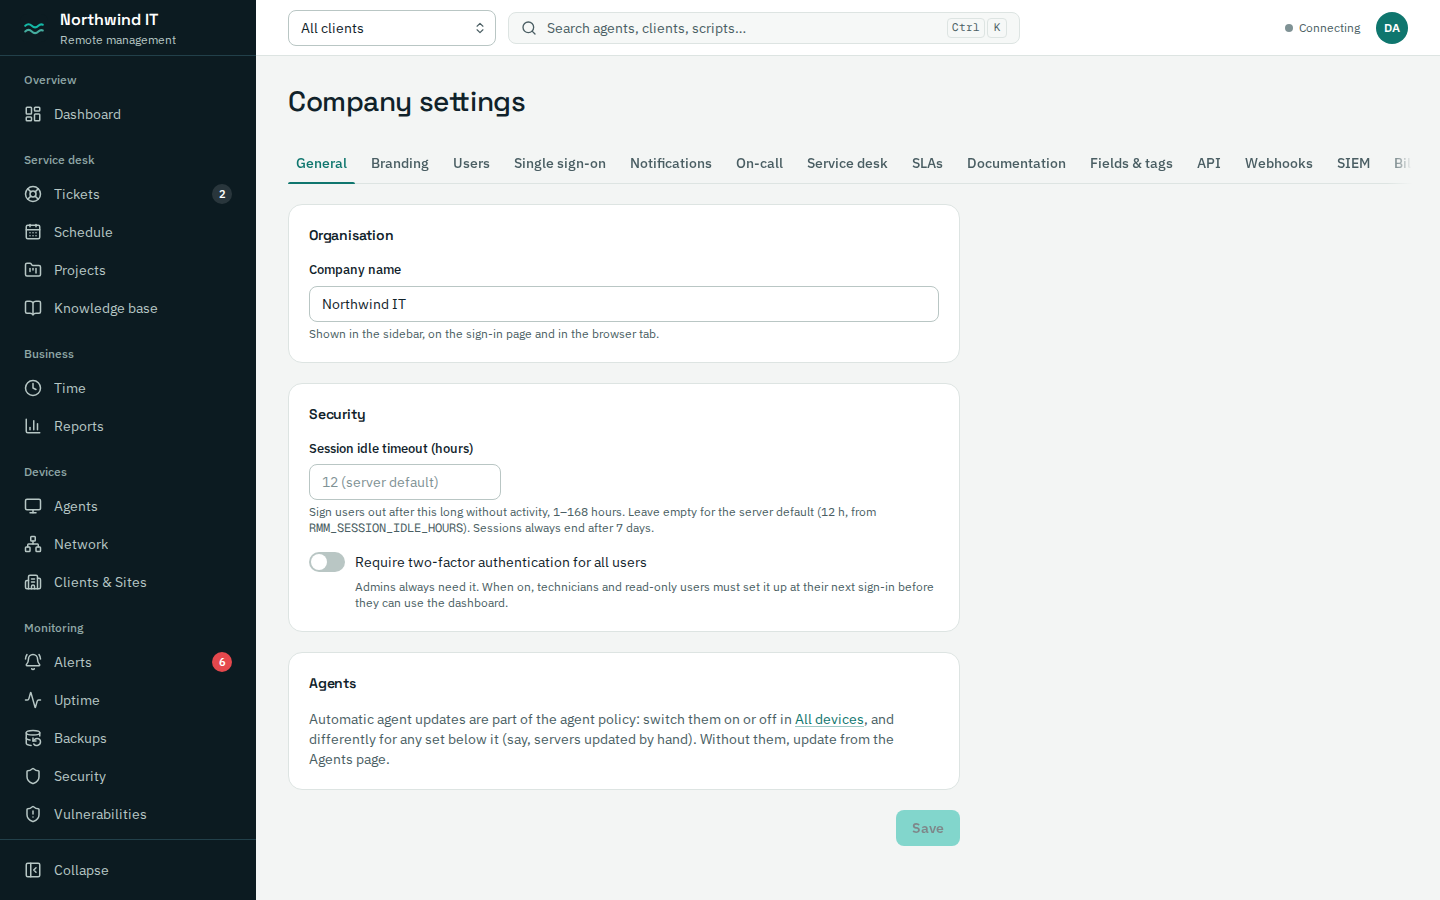 Northwind IT
Remote management
Overview
Dashboard
Service desk
Tickets 2
Schedule
Projects
Knowledge base
Business
Time
Reports
Devices
Agents
Network
Clients & Sites
Monitoring
Alerts 6
Uptime
Backups
Security
Vulnerabilities
Collapse
All clients
Search agents, clients, scripts... Ctrl K
Connecting
DA
Company settings
General Branding Users Single sign-on Notifications On-call Service desk SLAs Documentation Fields & tags API Webhooks SIEM
Organisation
Company name
Northwind IT
Shown in the sidebar, on the sign-in page and in the browser tab.
Security
Session idle timeout (hours)
12 (server default)
Sign users out after this long without activity, 1–168 hours. Leave empty for the server default (12 h, from
RMM_SESSION_IDLE_HOURS). Sessions always end after 7 days.
Require two-factor authentication for all users
Admins always need it. When on, technicians and read-only users must set it up at their next sign-in before
they can use the dashboard.
Agents
Automatic agent updates are part of the agent policy: switch them on or off in All devices, and
differently for any set below it (say, servers updated by hand). Without them, update from the
Agents page.
Save